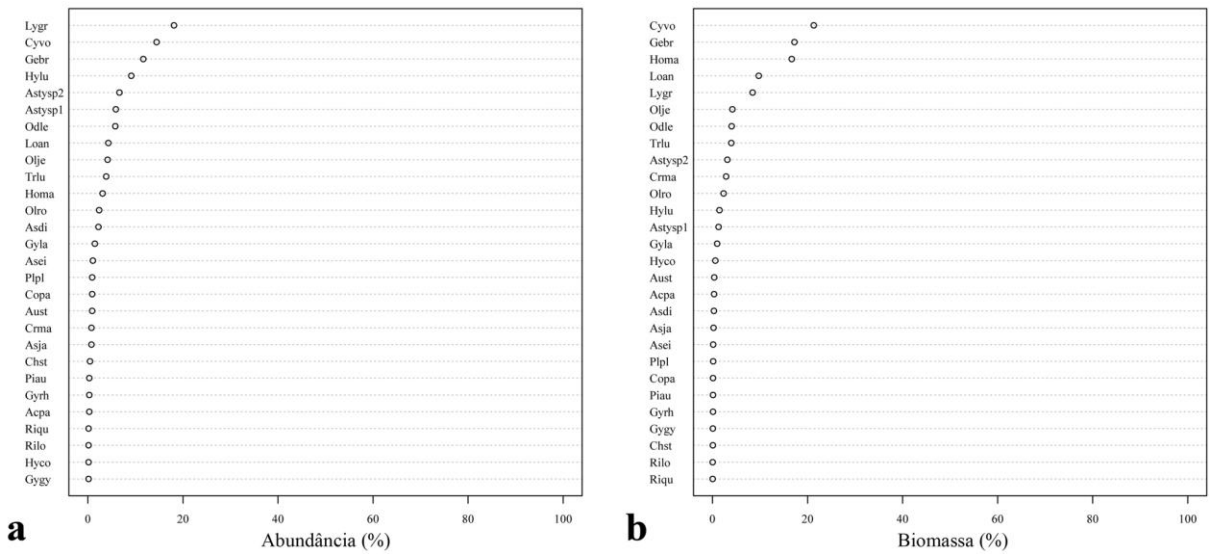 Lygr
Cyvo
Gebr
Hylu
Astysp2
Astysp1
Odle
Loan
Olje
Trlu
Homa
Olro
Asdi
Gyla
Asei
Plpl
Copa
Aust
Crma
Asja
Chst
Piau
Gyrh
Acpa
Riqu
Rilo
Hyco
Gygy
0 20 40 60 80 100
a
Abundância (%)
Cyvo
Gebr
Homa
Loan
Lygr
Olje
Odle
Trlu
Astysp2
Crma
Olro
Hylu
Astysp1
Gyla
Hyco
Aust
Acpa
Asdi
Asja
Asei
Plpl
Copa
Piau
Gyrh
Gygy
Chst
Rilo
Riqu
0 20 40 60 80 100
b
Biomassa (%)